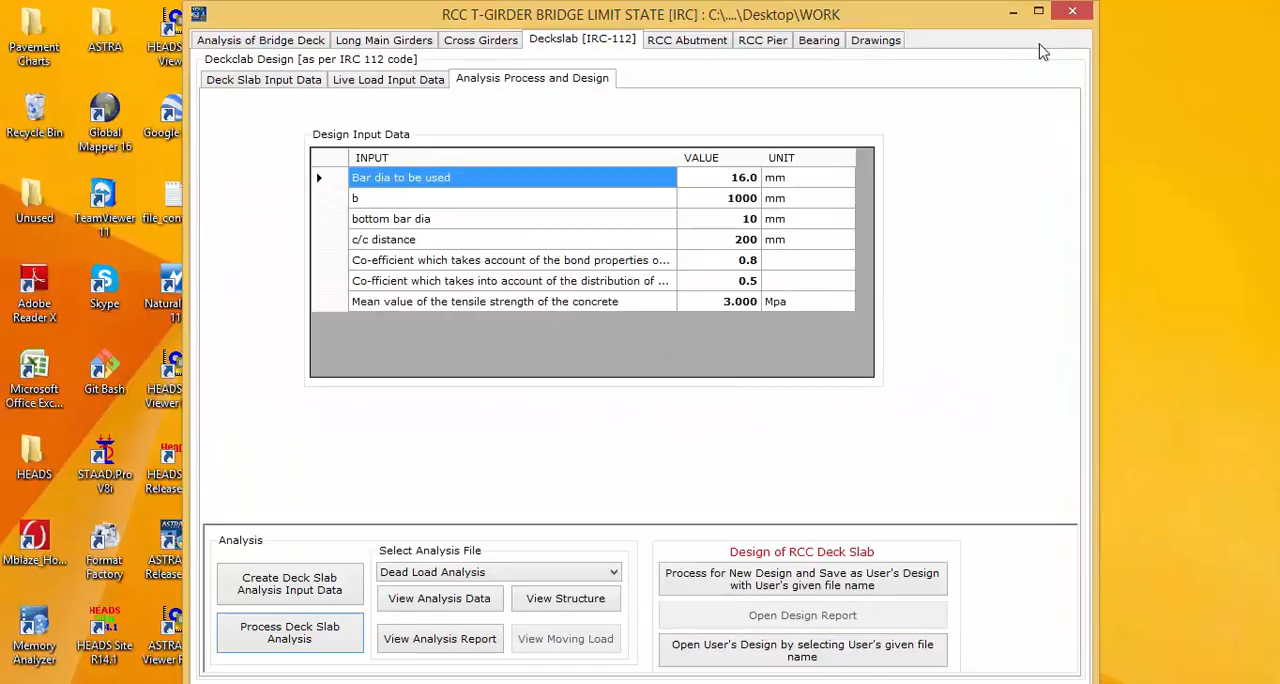 RCC T-GIRDER BRIDGE LIMIT STATE [IRC] : C:\....\Desktop\WORK
Analysis of Bridge Deck
Long Main Girders
Cross Girders
Deckslab [IRC-112]
RCC Abutment
RCC Pier
Bearing
Drawings
Deckclab Design [as per IRC 112 code]
Deck Slab Input Data
Live Load Input Data
Analysis Process and Design
Design Input Data
INPUT VALUE UNIT
Bar dia to be used 16.0 mm
b 1000 mm
bottom bar dia 10 mm
c/c distance 200 mm
Co-efficient which takes account of the bond properties o... 0.8
Co-fficient which takes into account of the distribution of ... 0.5
Mean value of the tensile strength of the concrete 3.000 Mpa
Analysis
Create Deck Slab
Analysis Input Data
Process Deck Slab
Analysis
Select Analysis File
Dead Load Analysis
View Analysis Data
View Structure
View Analysis Report
View Moving Load
Design of RCC Deck Slab
Process for New Design and Save as User's Design
with User's given file name
Open Design Report
Open User's Design by selecting User's given file
name
Pavement
Charts
ASTRA
HEADS
View
Recycle Bin
Global
Mapper 16
Google
Unused
TeamViewer
11
file_con
Adobe
Reader X
Skype
Natural
11
Microsoft
Office Exc...
Git Bash
HEADS
Viewer
HEADS
STAAD.Pro
V8i
HEADS
Release
Mblaze_Ho...
Format
Factory
ASTRA
Release
Memory
Analyzer
HEADS Site
R14.1
ASTRA
Viewer